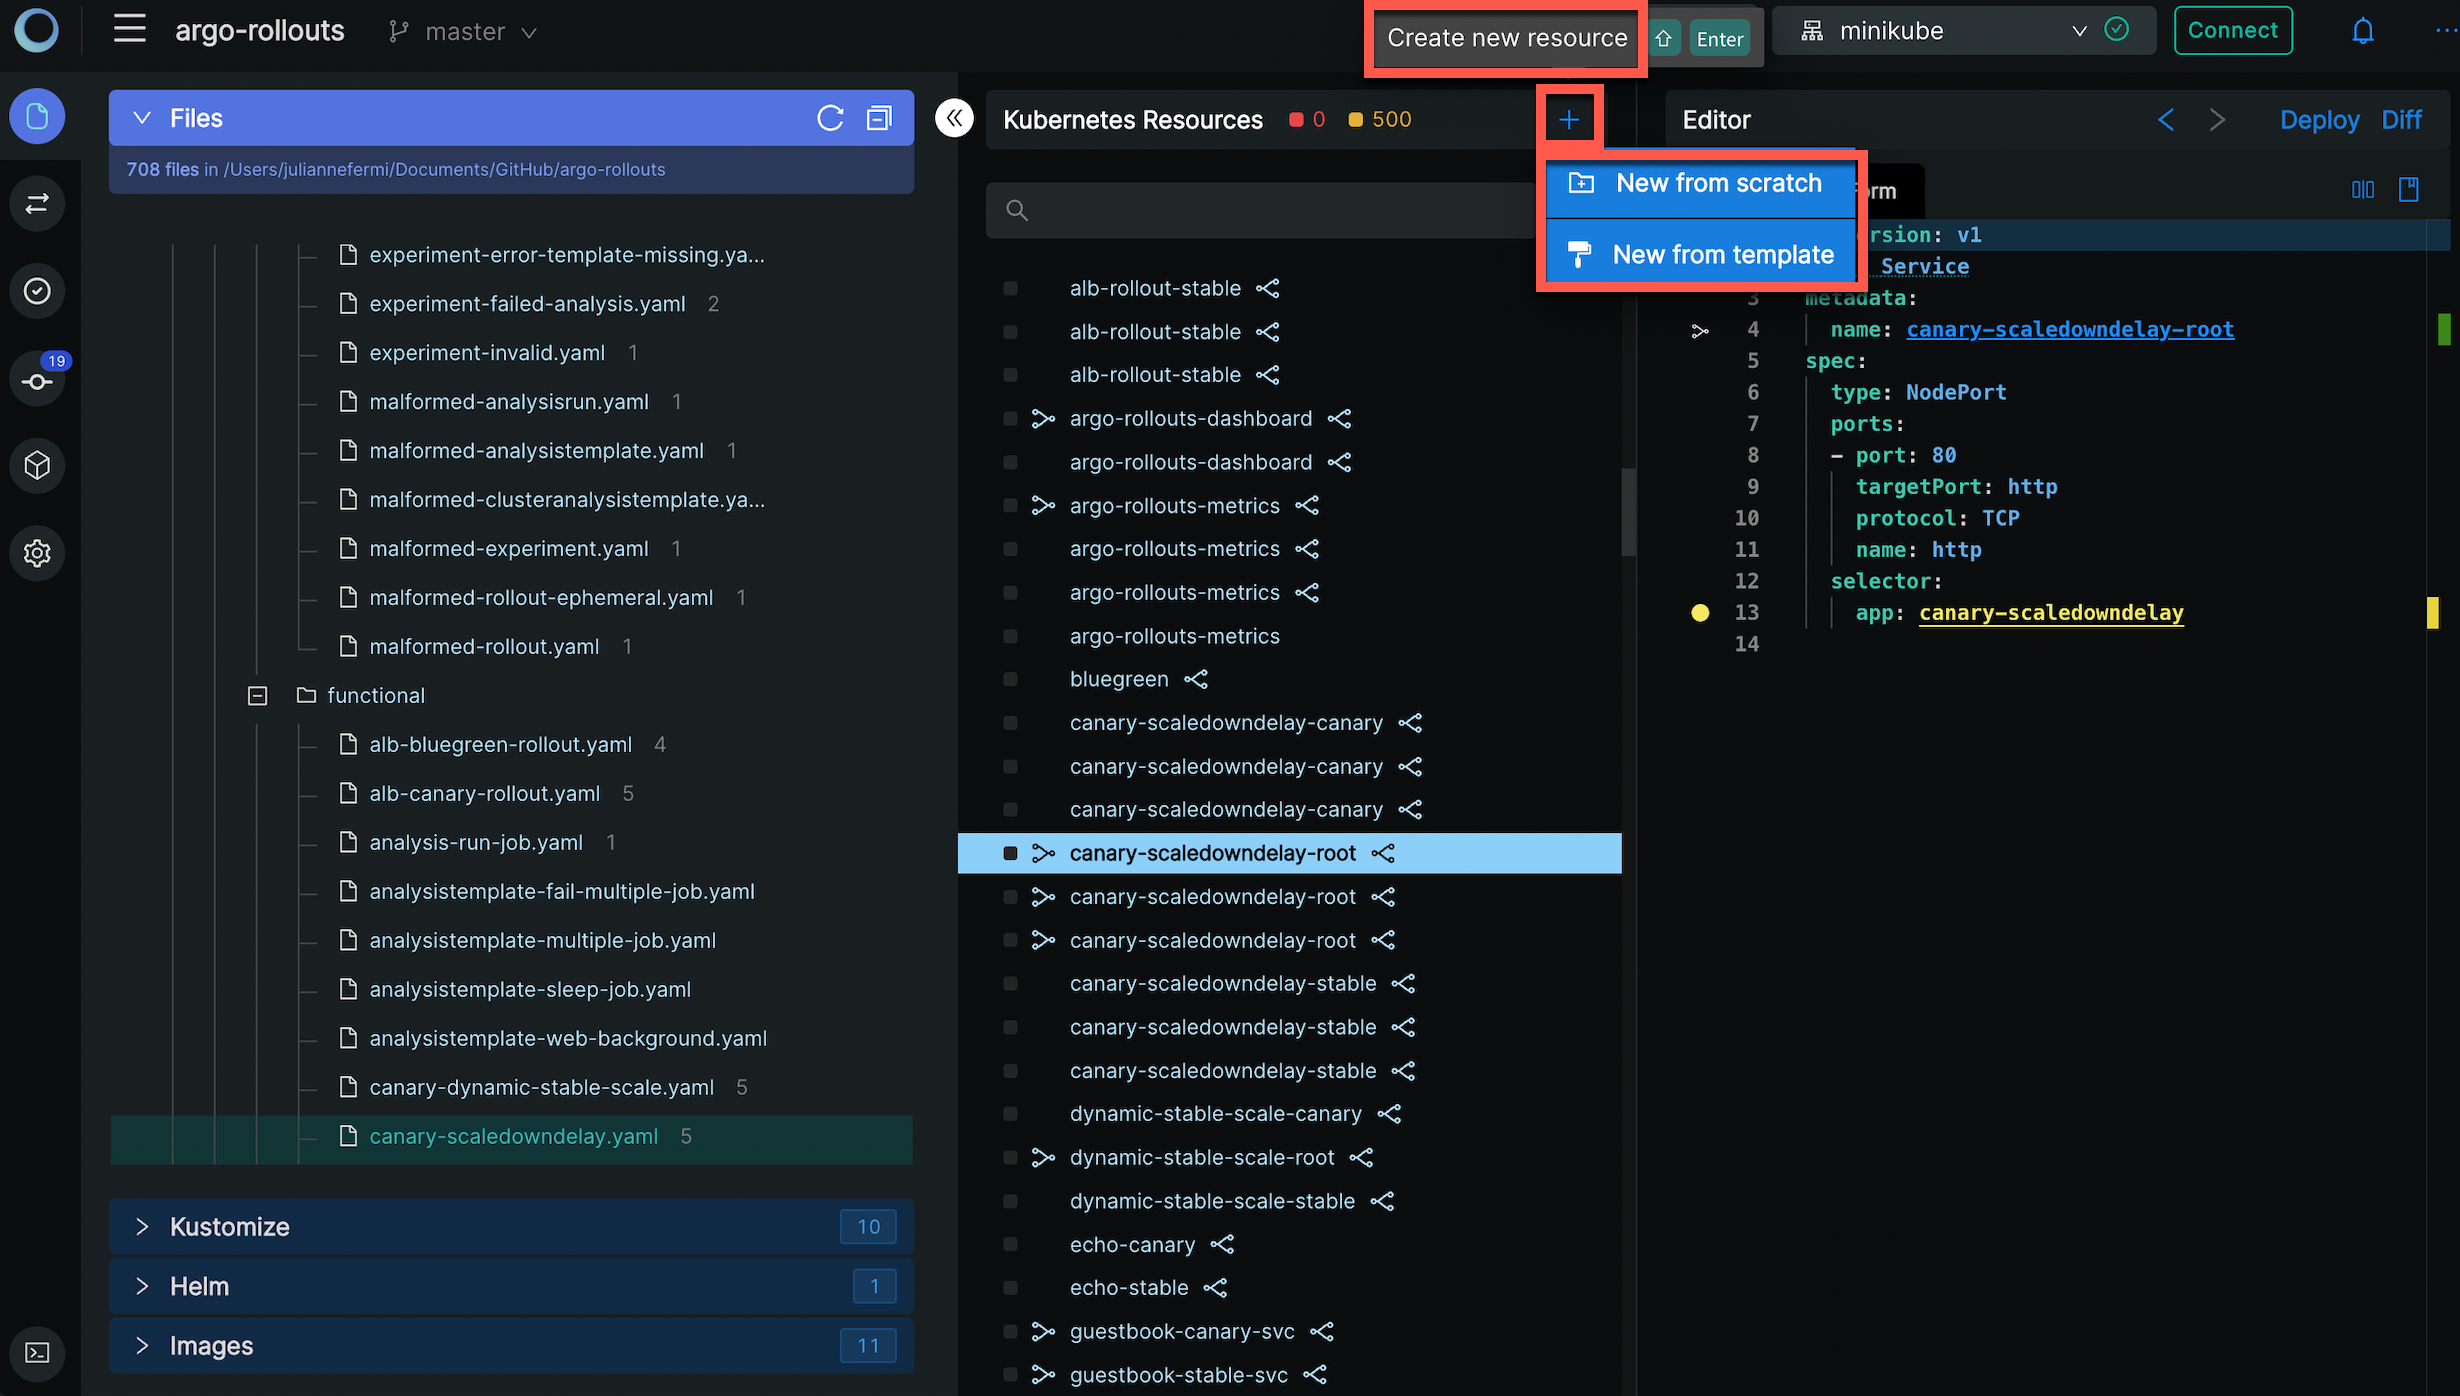 argo-rollouts
master
Create new resource
Enter
minikube
Connect
Files
708 files in /Users/juliannefermi/Documents/GitHub/argo-rollouts
19
experiment-error-template-missing.ya...
experiment-failed-analysis.yaml 2
experiment-invalid.yaml 1
malformed-analysisrun.yaml 1
malformed-analysistemplate.yaml 1
malformed-clusteranalysistemplate.ya...
malformed-experiment.yaml 1
malformed-rollout-ephemeral.yaml 1
malformed-rollout.yaml 1
functional
alb-bluegreen-rollout.yaml 4
alb-canary-rollout.yaml 5
analysis-run-job.yaml 1
analysistemplate-fail-multiple-job.yaml
analysistemplate-multiple-job.yaml
analysistemplate-sleep-job.yaml
analysistemplate-web-background.yaml
canary-dynamic-stable-scale.yaml 5
canary-scaledowndelay.yaml 5
Kustomize 10
Helm 1
Images 11
Kubernetes Resources 0 500
New from scratch
New from template
alb-rollout-stable
alb-rollout-stable
alb-rollout-stable
argo-rollouts-dashboard
argo-rollouts-dashboard
argo-rollouts-metrics
argo-rollouts-metrics
argo-rollouts-metrics
argo-rollouts-metrics
bluegreen
canary-scaledowndelay-canary
canary-scaledowndelay-canary
canary-scaledowndelay-canary
canary-scaledowndelay-root
canary-scaledowndelay-root
canary-scaledowndelay-root
canary-scaledowndelay-stable
canary-scaledowndelay-stable
canary-scaledowndelay-stable
dynamic-stable-scale-canary
dynamic-stable-scale-root
dynamic-stable-scale-stable
echo-canary
echo-stable
guestbook-canary-svc
guestbook-stable-svc
Editor
Deploy Diff
orm
rsion: v1
Service
3 metadata:
4 name: canary-scaledowndelay-root
5 spec:
6 type: NodePort
7 ports:
8 - port: 80
9 targetPort: http
10 protocol: TCP
11 name: http
12 selector:
13 app: canary-scaledowndelay
14